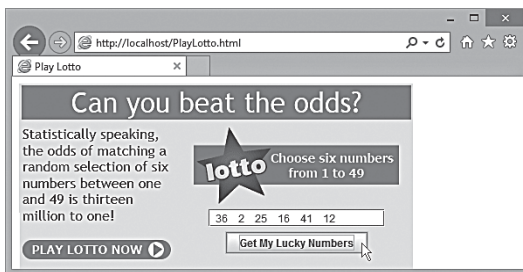 http://localhost/PlayLotto.html
Play Lotto
Can you beat the odds?
Statistically speaking,
the odds of matching a
random selection of six
numbers between one
and 49 is thirteen
million to one!
PLAY LOTTO NOW
lotto
Choose six numbers
from 1 to 49
36 2 25 16 41 12
Get My Lucky Numbers